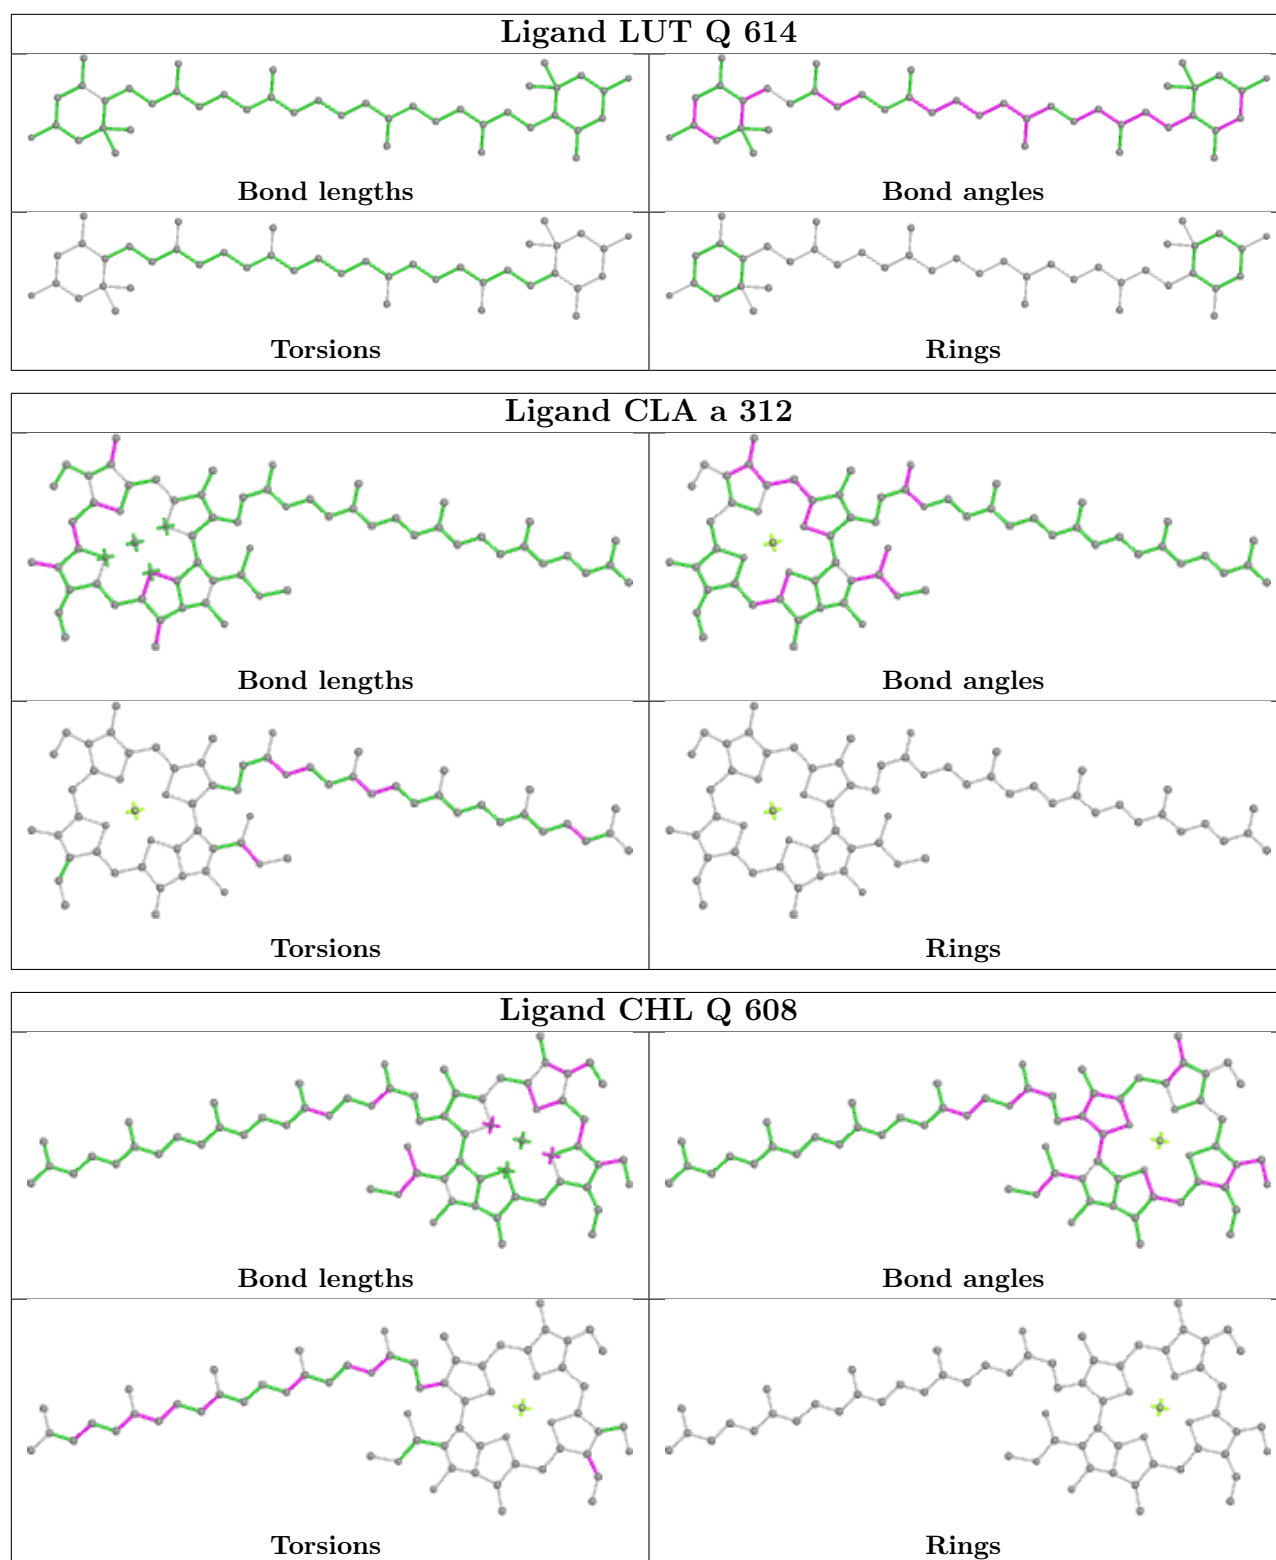 Ligand LUT Q 614
Bond lengths
Bond angles
Torsions
Rings
Ligand CLA a 312
Bond lengths
Bond angles
Torsions
Rings
Ligand CHL Q 608
Bond lengths
Bond angles
Torsions
Rings